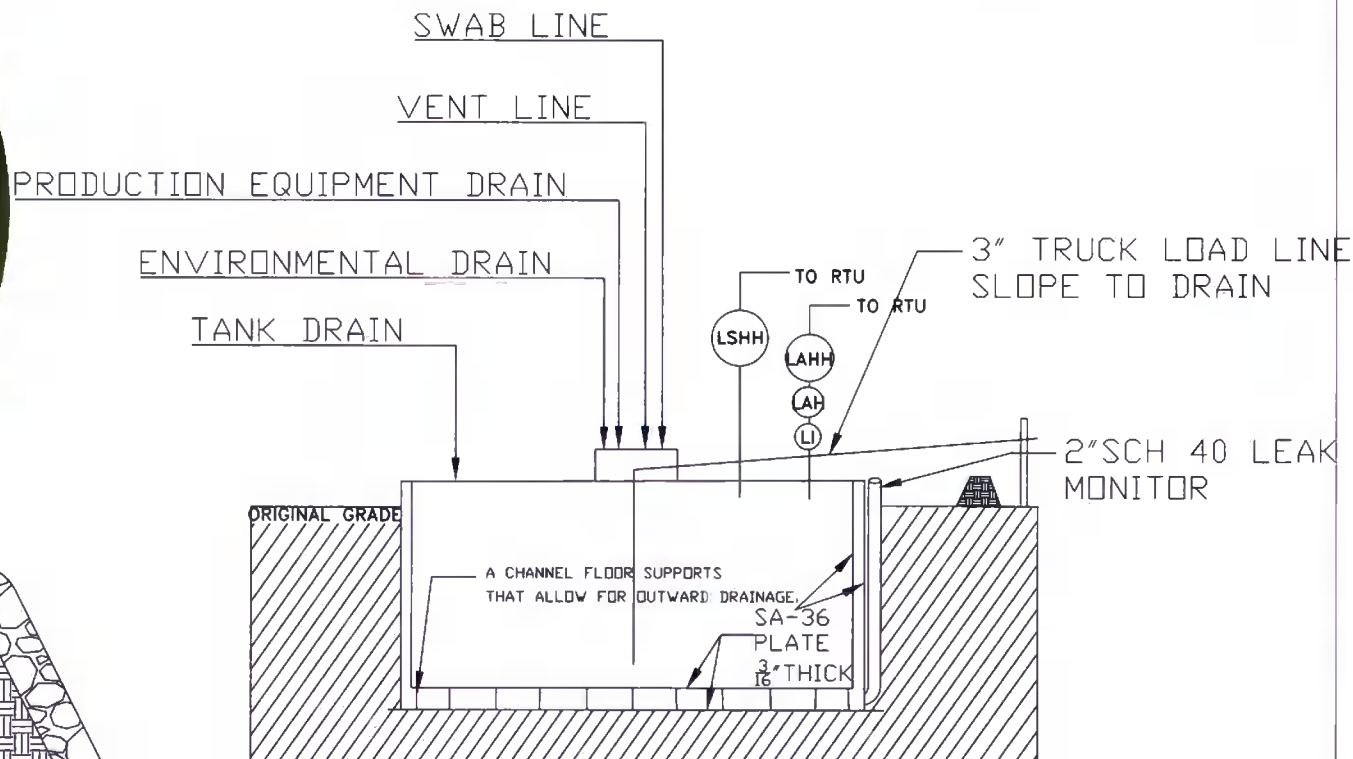 SWAB LINE
VENT LINE
PRODUCTION EQUIPMENT DRAIN
ENVIRONMENTAL DRAIN
TANK DRAIN
TO RTU
TO RTU
3" TRUCK LOAD LINE
SLOPE TO DRAIN
LSHH
LAHH
LAH
LI
2"SCH 40 LEAK
MONITOR
ORIGINAL GRADE
A CHANNEL FLOOR SUPPORTS
THAT ALLOW FOR OUTWARD DRAINAGE.
SA-36
PLATE
3/16" THICK